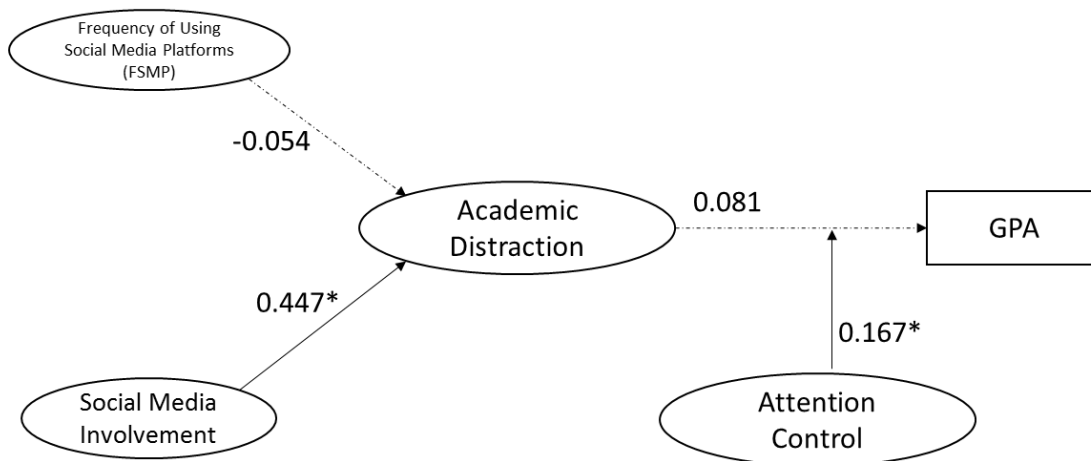 Frequency of Using
Social Media Platforms
(FSMP)
-0.054
Academic
Distraction
0.081
GPA
0.447*
0.167*
Social Media
Involvement
Attention
Control